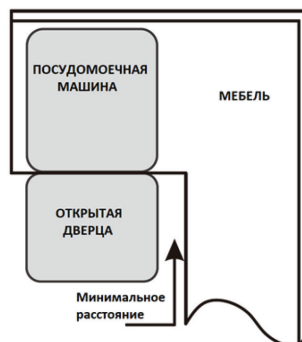 ПОСУДОМОЕЧНАЯ
МАШИНА
МЕБЕЛЬ
ОТКРЫТАЯ
ДВЕРЦА
Минимальное
расстояние